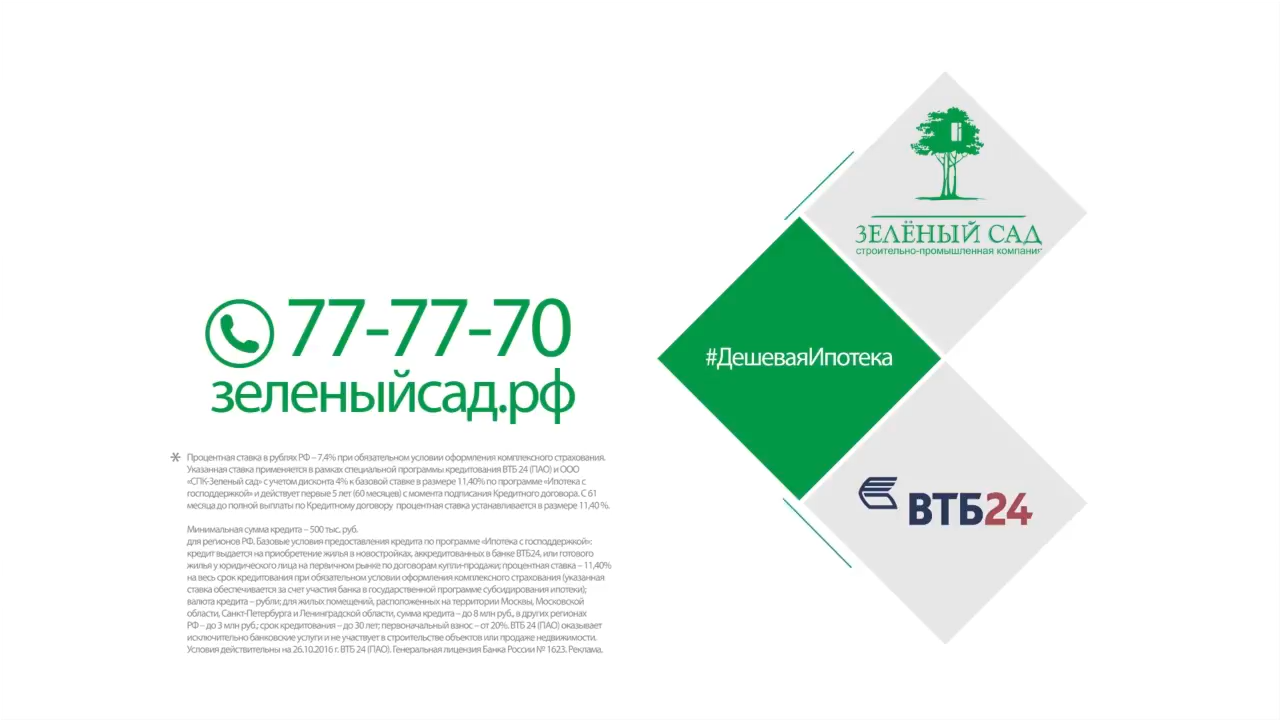 77-77-70
зеленыйсад.рф
* Процентная ставка в рублях РФ – 7,4% при обязательном условии оформления комплексного страхования.
Указанная ставка применяется в рамках специальной программы кредитования ВТБ 24 (ПАО) и ООО
«СПК-Зеленый сад» с учетом дисконта 4% к базовой ставке в размере 11,40% по программе «Ипотека с
господдержкой» и действует первые 5 лет (60 месяцев) с момента подписания Кредитного договора. С 61
месяца до полной выплаты по Кредитному договору процентная ставка устанавливается в размере 11,40 %.
Минимальная сумма кредита – 500 тыс. руб.
для регионов РФ. Базовые условия предоставления кредита по программе «Ипотека с господдержкой»:
кредит выдается на приобретение жилья в новостройках, аккредитованных в банке ВТБ24, или готового
жилья у юридического лица на первичном рынке по договорам купли-продажи; процентная ставка – 11,40%
на весь срок кредитования при обязательном условии оформления комплексного страхования (указанная
ставка обеспечивается за счет участия банка в государственной программе субсидирования ипотеки);
валюта кредита – рубли; для жилых помещений, расположенных на территории Москвы, Московской
области, Санкт-Петербурга и Ленинградской области, сумма кредита – до 8 млн руб., в других регионах
РФ – до 3 млн руб.; срок кредитования – до 30 лет; первоначальный взнос – от 20%. ВТБ 24 (ПАО) оказывает
исключительно банковские услуги и не участвует в строительстве объектов или продаже недвижимости.
Условия действительны на 26.10.2016 г. ВТБ 24 (ПАО). Генеральная лицензия Банка России № 1623. Реклама.
ЗЕЛЁНЫЙ САД
строительно-промышленная компания
#ДешеваяИпотека
ВТБ24